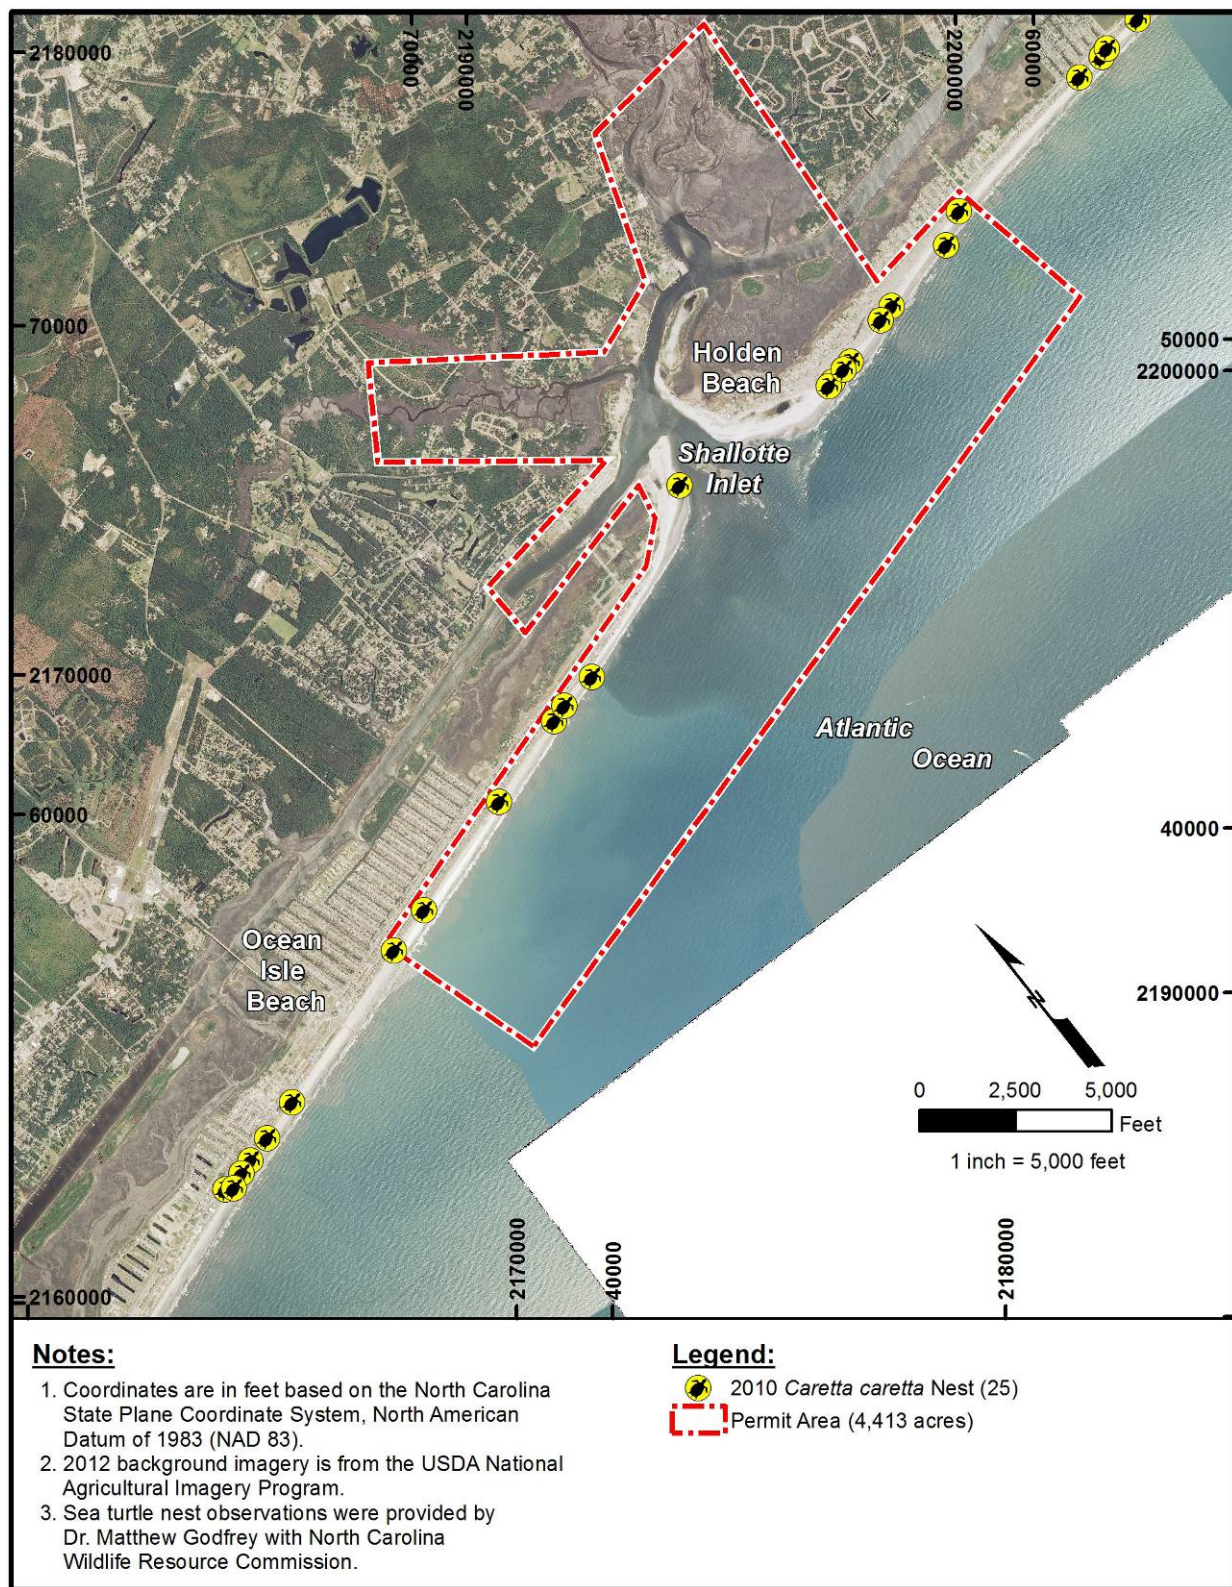 2180000
70000
2190000
2200000
60000
70000
50000
2200000
Holden
Beach
Shallotte
Inlet
2170000
Atlantic
Ocean
60000
40000
Ocean
Isle
Beach
2190000
N
0 2,500 5,000
Feet
1 inch = 5,000 feet
2170000
40000
2180000
2160000
Notes:
1. Coordinates are in feet based on the North Carolina
State Plane Coordinate System, North American
Datum of 1983 (NAD 83).
2. 2012 background imagery is from the USDA National
Agricultural Imagery Program.
3. Sea turtle nest observations were provided by
Dr. Matthew Godfrey with North Carolina
Wildlife Resource Commission.
Legend:
2010 Caretta caretta Nest (25)
Permit Area (4,413 acres)